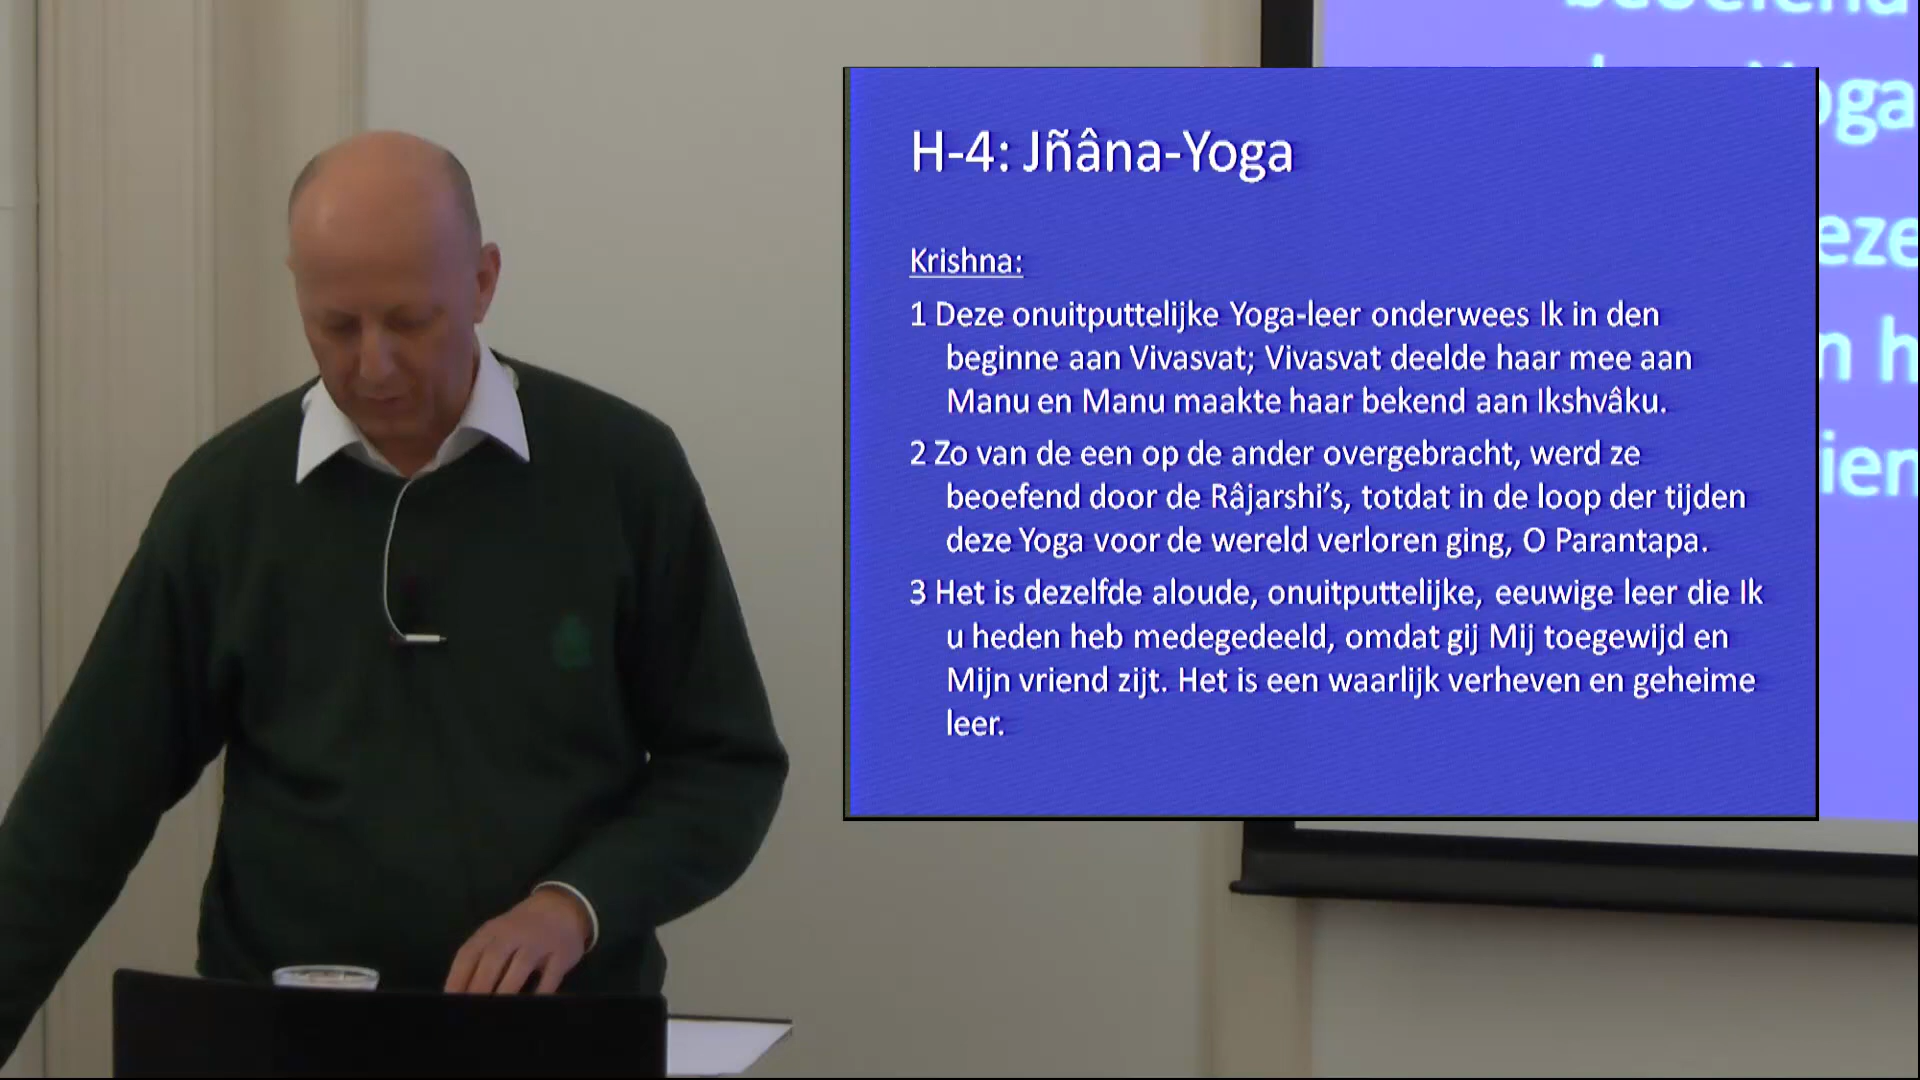 H-4: Jñâna-Yoga
Krishna:
1 Deze onuitputtelijke Yoga-leer onderwees Ik in den
beginne aan Vivasvat; Vivasvat deelde haar mee aan
Manu en Manu maakte haar bekend aan Ikshvâku.
2 Zo van de een op de ander overgebracht, werd ze
beoefend door de Râjarshi’s, totdat in de loop der tijden
deze Yoga voor de wereld verloren ging, O Parantapa.
3 Het is dezelfde aloude, onuitputtelijke, eeuwige leer die Ik
u heden heb medegedeeld, omdat gij Mij toegewijd en
Mijn vriend zijt. Het is een waarlijk verheven en geheime
leer.